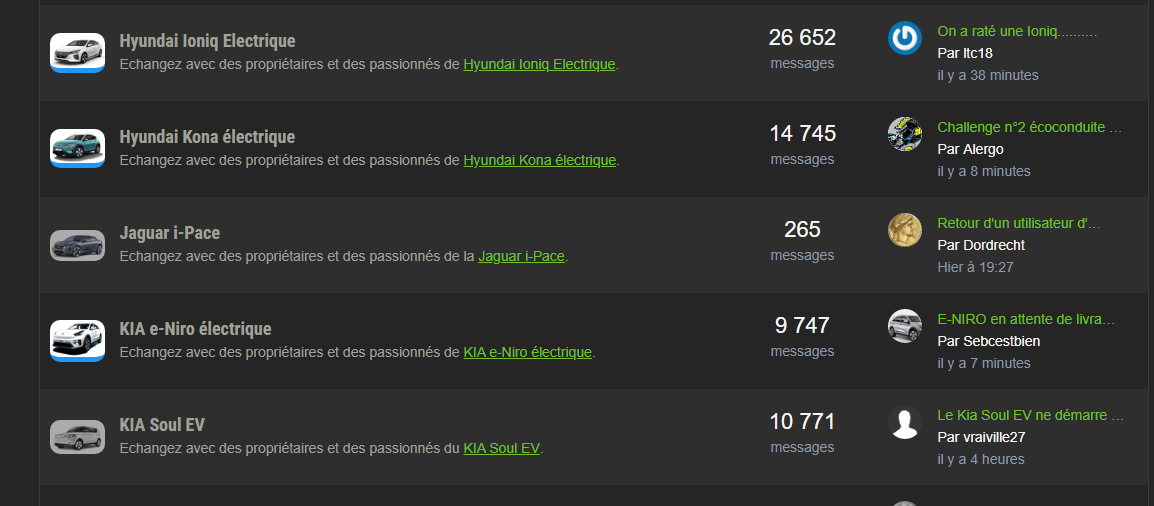 Hyundai Ioniq Electrique
Echangez avec des propriétaires et des passionnés de Hyundai Ioniq Electrique.
26 652
messages
On a raté une Ioniq..........
Par ltc18
il y a 38 minutes
Hyundai Kona électrique
Echangez avec des propriétaires et des passionnés de Hyundai Kona électrique.
14 745
messages
Challenge n°2 écoconduite ...
Par Alergo
il y a 8 minutes
Jaguar i-Pace
Echangez avec des propriétaires et des passionnés de la Jaguar i-Pace.
265
messages
Retour d'un utilisateur d'...
Par Dordrecht
Hier à 19:27
KIA e-Niro électrique
Echangez avec des propriétaires et des passionnés de KIA e-Niro électrique.
9 747
messages
E-NIRO en attente de livra...
Par Sebcestbien
il y a 7 minutes
KIA Soul EV
Echangez avec des propriétaires et des passionnés du KIA Soul EV.
10 771
messages
Le Kia Soul EV ne démarre ...
Par vraiville27
il y a 4 heures